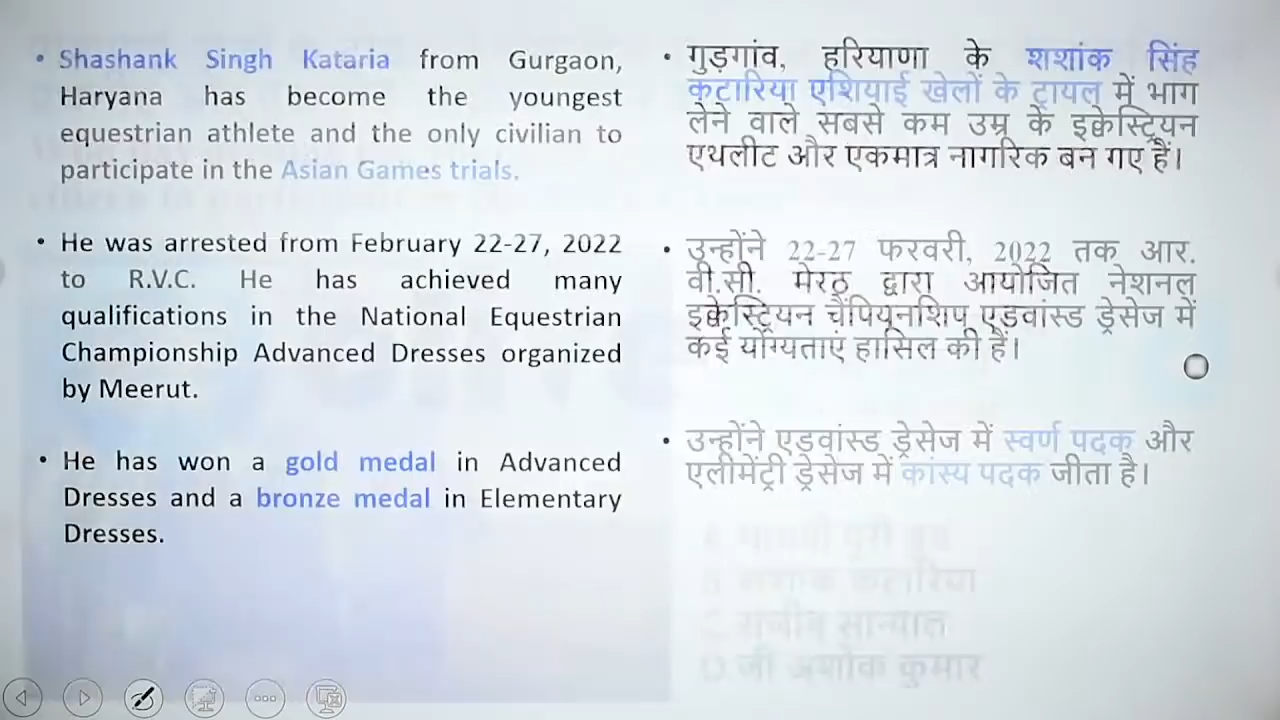 • Shashank Singh Kataria from Gurgaon,
Haryana has become the youngest
equestrian athlete and the only civilian to
participate in the Asian Games trials.
• He was arrested from February 22-27, 2022
to R.V.C. He has achieved many
qualifications in the National Equestrian
Championship Advanced Dresses organized
by Meerut.
• He has won a gold medal in Advanced
Dresses and a bronze medal in Elementary
Dresses.
• गुड़गांव, हरियाणा के शशांक सिंह
कटारिया एशियाई खेलों के ट्रायल में भाग
लेने वाले सबसे कम उम्र के इक्वेस्ट्रियन
एथलीट और एकमात्र नागरिक बन गए हैं।
• उन्होंने 22-27 फरवरी, 2022 तक आर.
वी.सी. मेरठ द्वारा आयोजित नेशनल
इक्वेस्ट्रियन चैंपियनशिप एडवांस्ड ड्रेसेज में
कई योग्यताएं हासिल की हैं।
• उन्होंने एडवांस्ड ड्रेसेज में स्वर्ण पदक और
एलीमेंट्री ड्रेसेज में कांस्य पदक जीता है।
B. शशांक कटारिया
C. संजीव सान्याल
D. जी अशोक कुमार